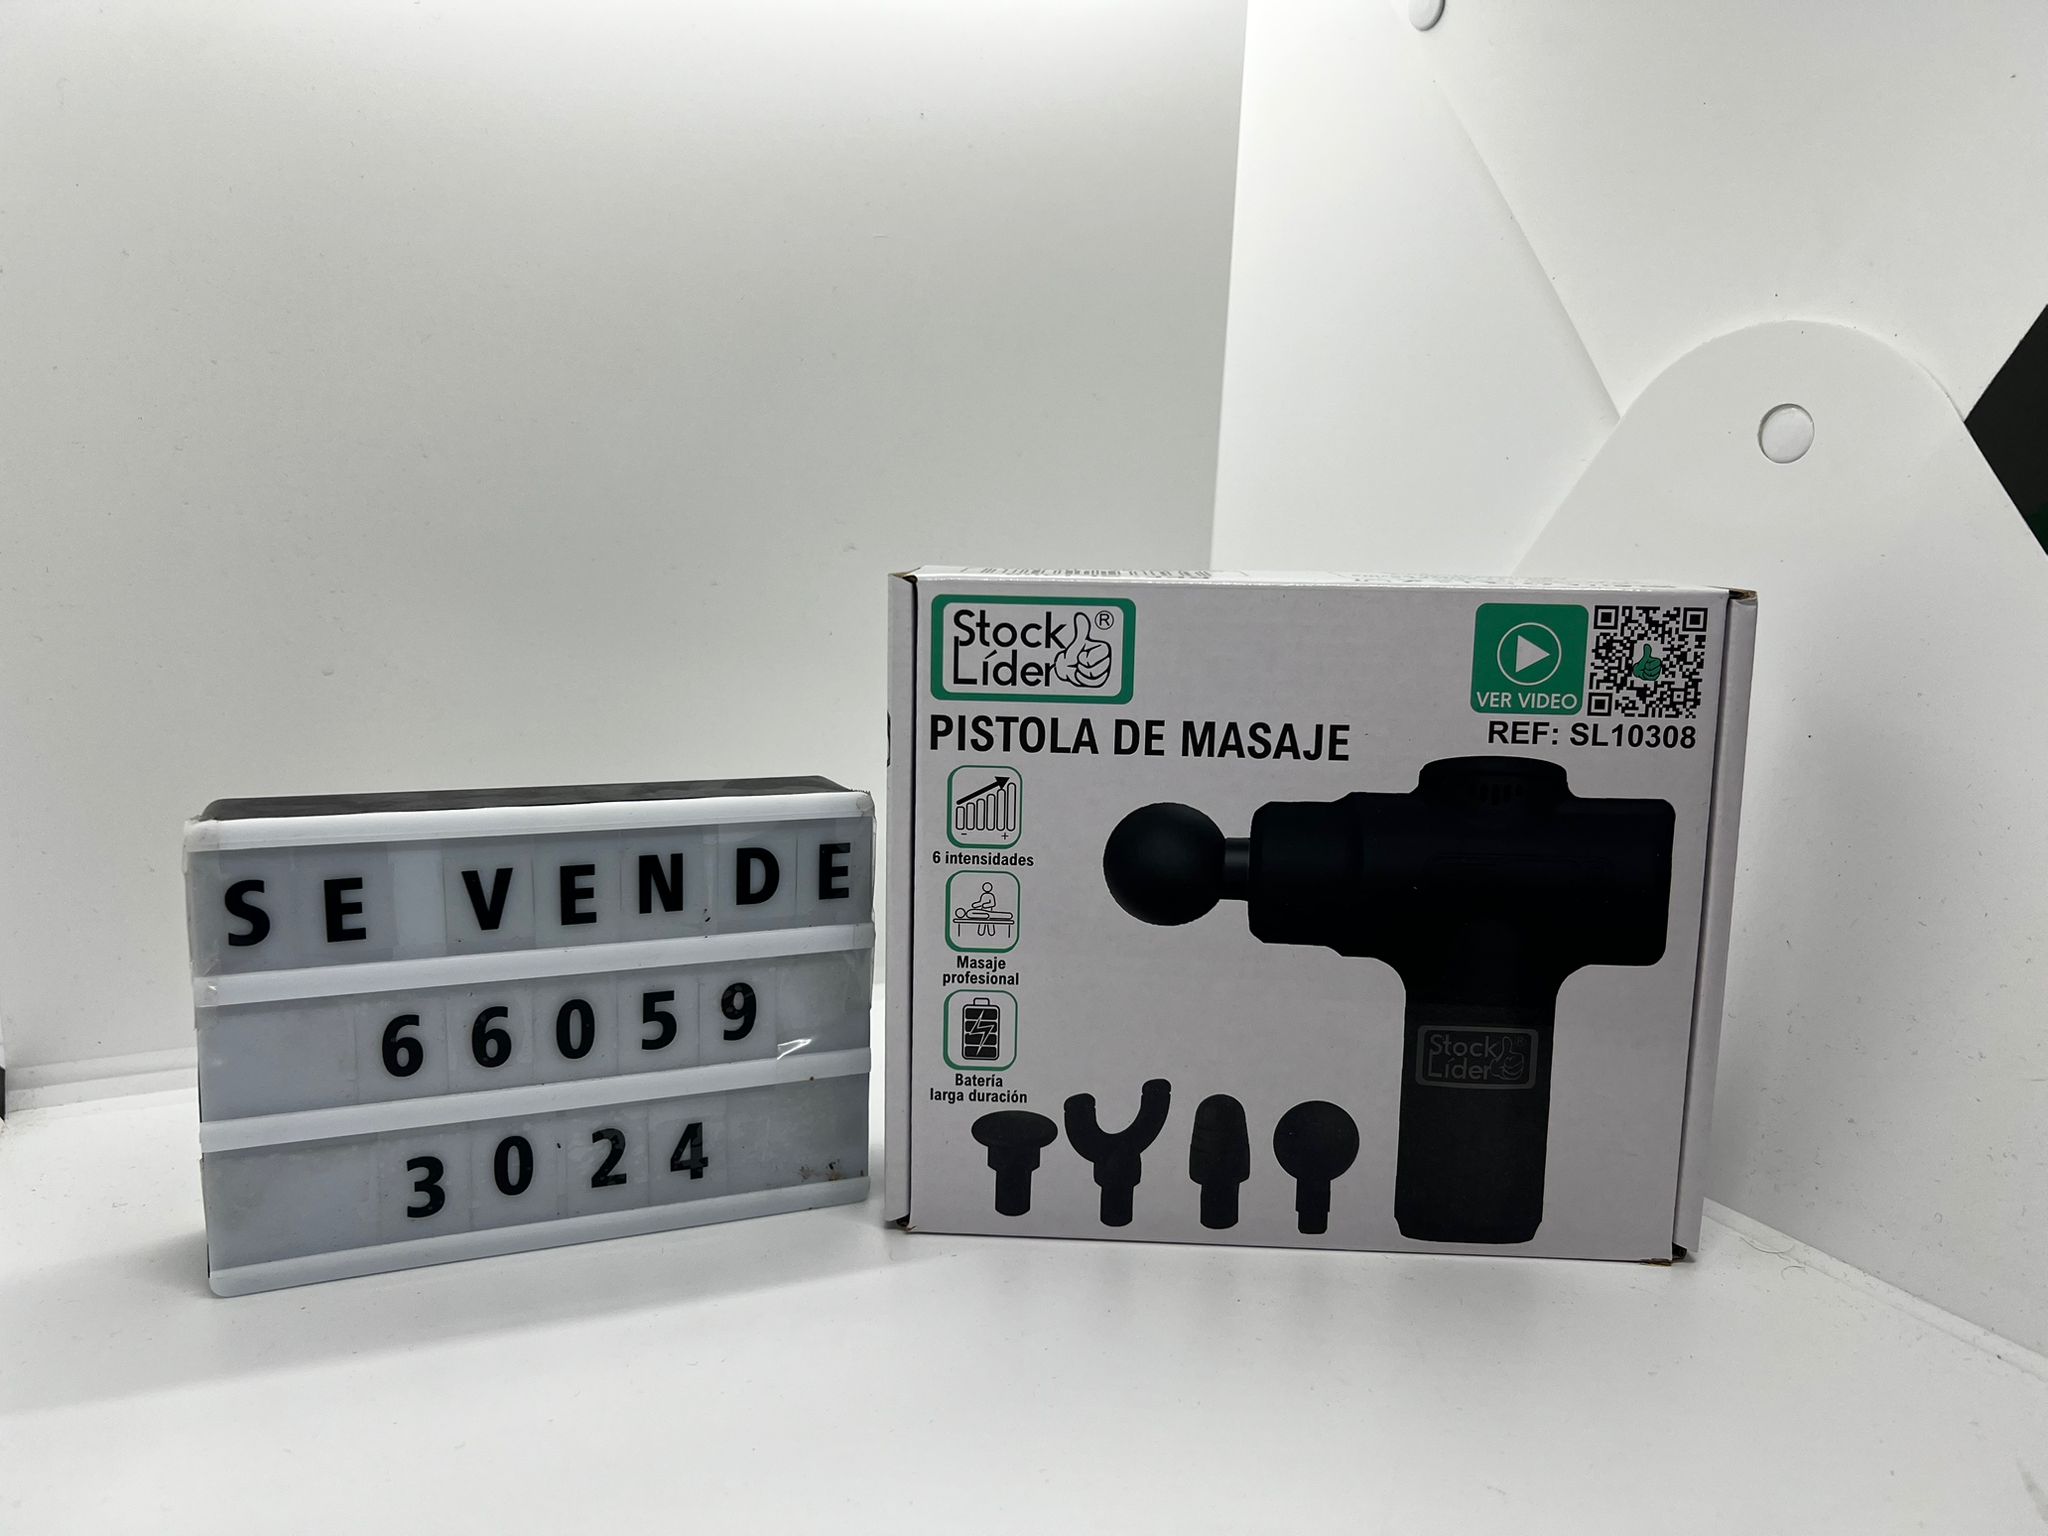 SE VENDE
66059
3024
Stock
Líder
®
VER VIDEO
REF: SL10308
PISTOLA DE MASAJE
6 intensidades
Masaje
profesional
Batería
larga duración
Stock
Líder
®